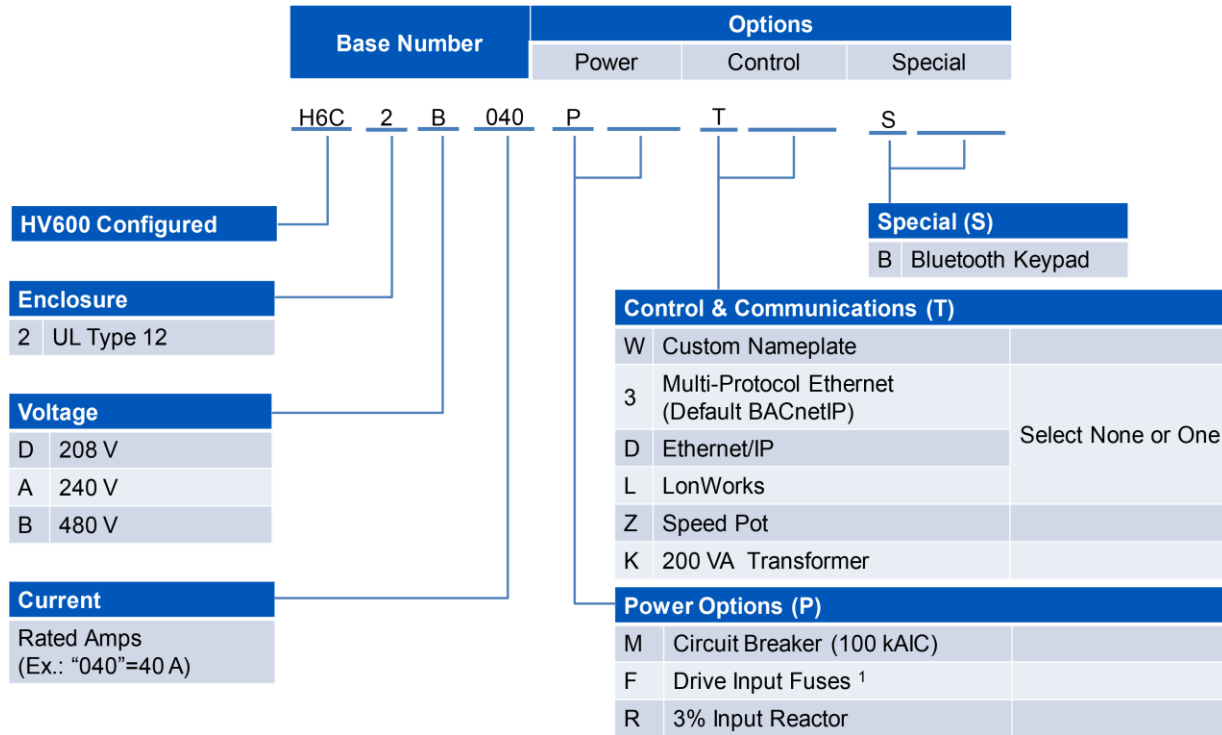 Base Number
Options
Power Control Special
H6C 2 B 040 P T S
HV600 Configured
Enclosure
2 UL Type 12
Voltage
D 208 V
A 240 V
B 480 V
Current
Rated Amps
(Ex.: “040”=40 A)
Special (S)
B Bluetooth Keypad
Control & Communications (T)
W Custom Nameplate
3 Multi-Protocol Ethernet
(Default BACnetIP)
Select None or One
D Ethernet/IP
L LonWorks
Z Speed Pot
K 200 VA Transformer
Power Options (P)
M Circuit Breaker (100 kAIC)
F Drive Input Fuses ¹
R 3% Input Reactor